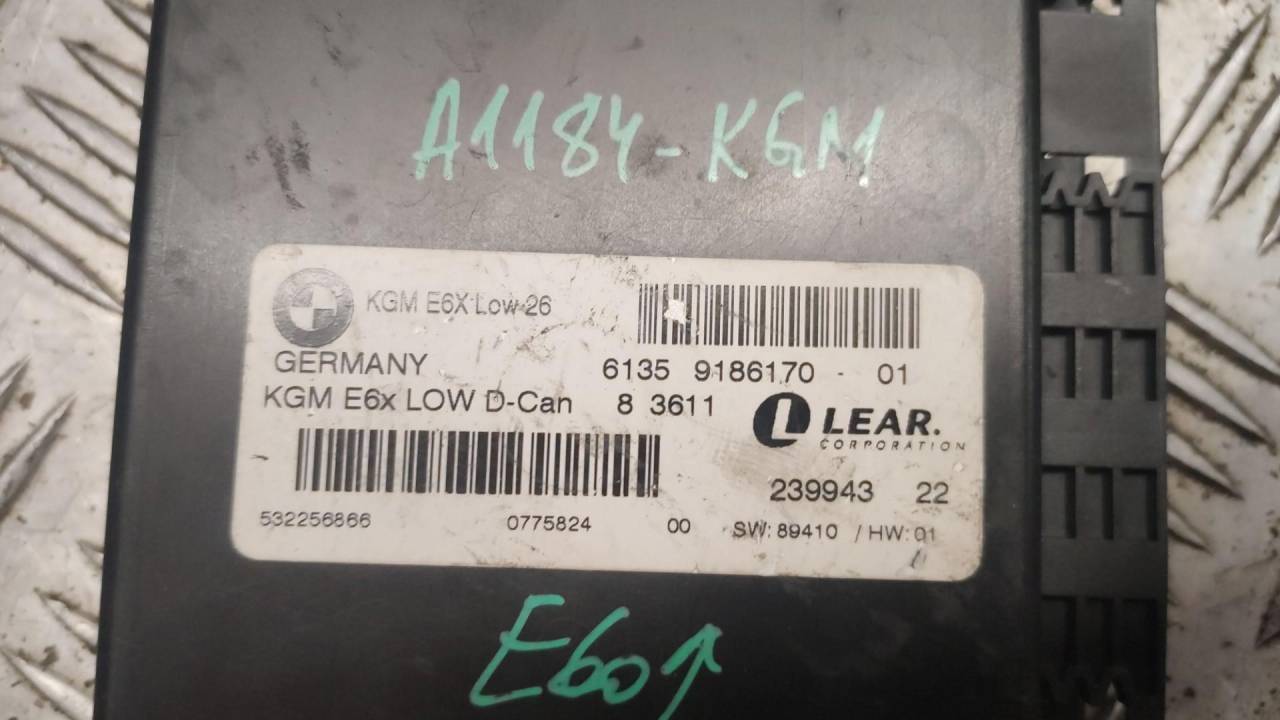 A1184-KGM
KGM E6X Low 26
GERMANY 6135 9186170 - 01
KGM E6x LOW D-Can 8 3611
LEAR.
CORPORATION
239943 22
532256866 0775824 00 SW: 89410 / HW: 01
E60↑